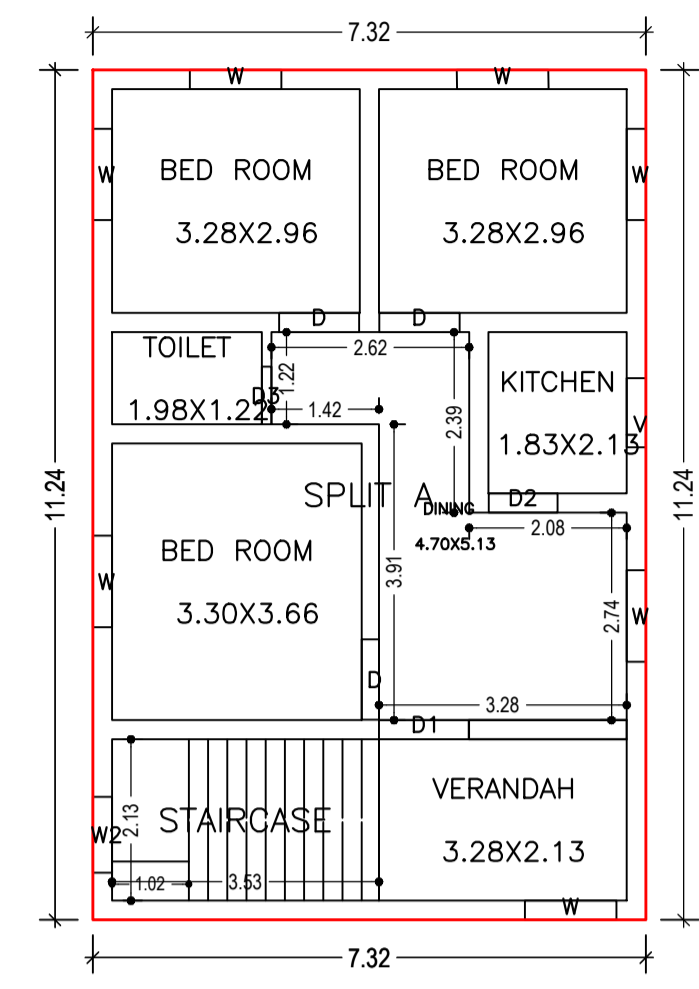 7.32
W
W
W
W
BED ROOM
3.28X2.96
BED ROOM
3.28X2.96
D
D
TOILET
1.98X1.22
D3
2.62
1.22
1.42
2.39
KITCHEN
1.83X2.13
V
11.24
11.24
SPLIT A
DINING
4.70X5.13
D2
2.08
BED ROOM
3.30X3.66
W
3.91
2.74
W
D
3.28
D1
STAIRCASE
W2
2.13
1.02
3.53
VERANDAH
3.28X2.13
W
7.32